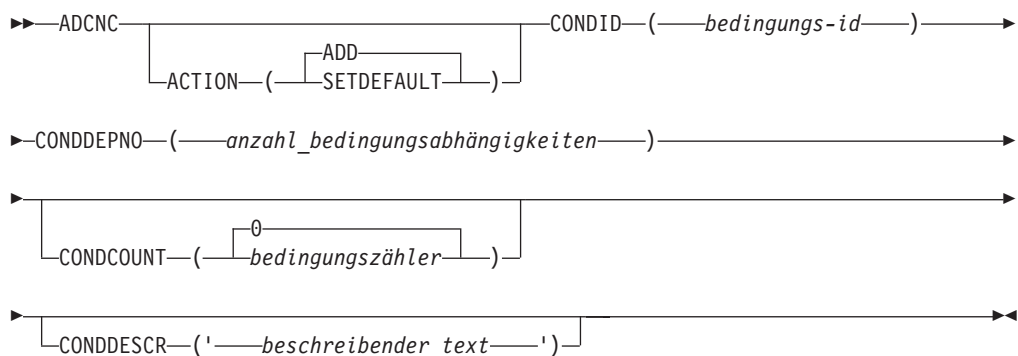 ADCNC CONDID ( bedingungs-id )
ADD
ACTION ( SETDEFAULT )
CONDDEPNO ( anzahl_bedingungsabhängigkeiten )
0
CONDCOUNT ( bedingungszähler )
CONDDESCR (' beschreibender text ')